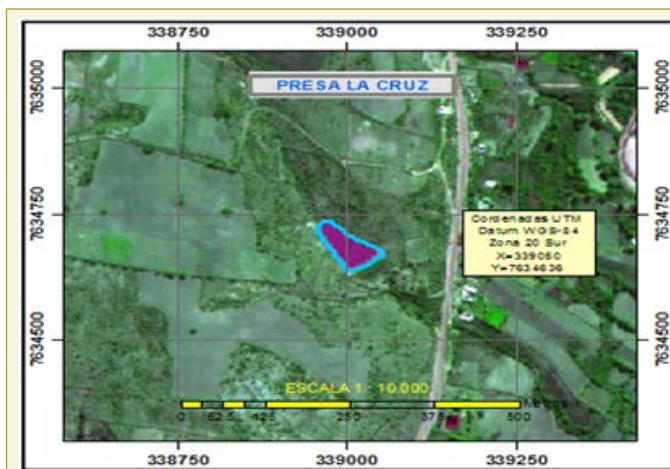 338750 339000 339250
PRESA LA CRUZ
7635000 7635000
7634750 7634750
Cordenadas UTM
Datum WGS-84
Zona 20 Sur
X=339050
Y=7634636
7634500 7634500
ESCALA 1 : 10.000
0 62.5 125 250 375 500
338750 339000 339250